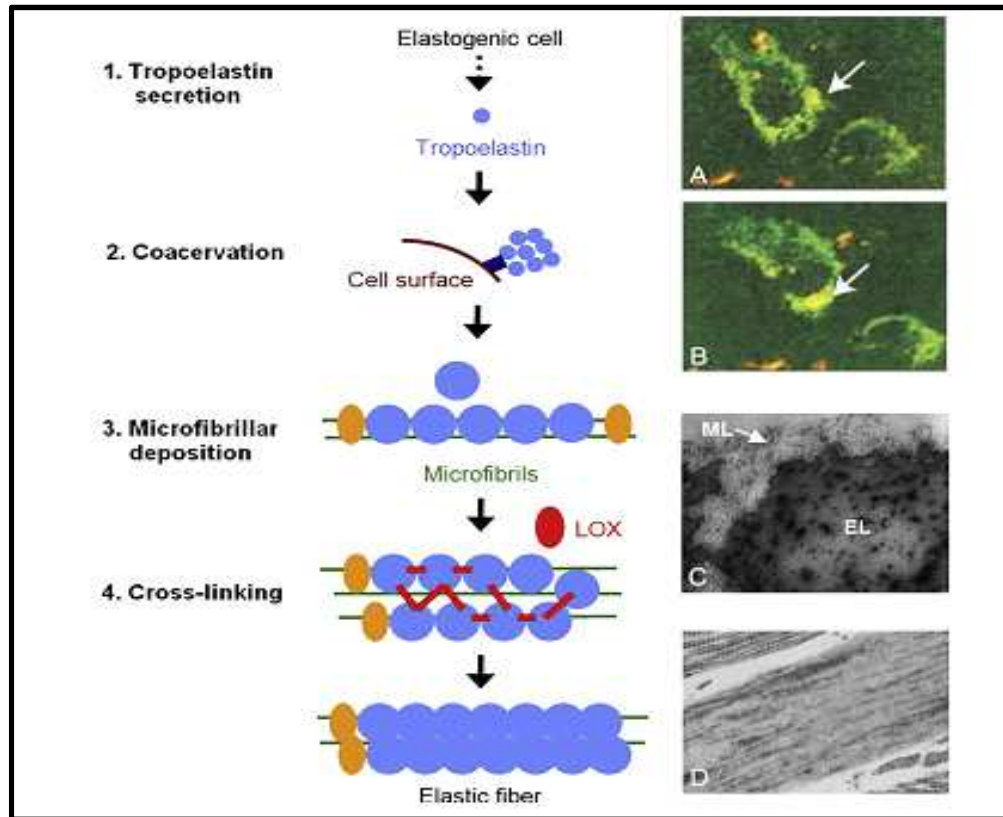 Elastogenic cell
1. Tropoelastin
secretion
Tropoelastin
2. Coacervation
Cell surface
3. Microfibrillar
deposition
Microfibrils
LOX
4. Cross-linking
Elastic fiber
A
B
ML
EL
C
D